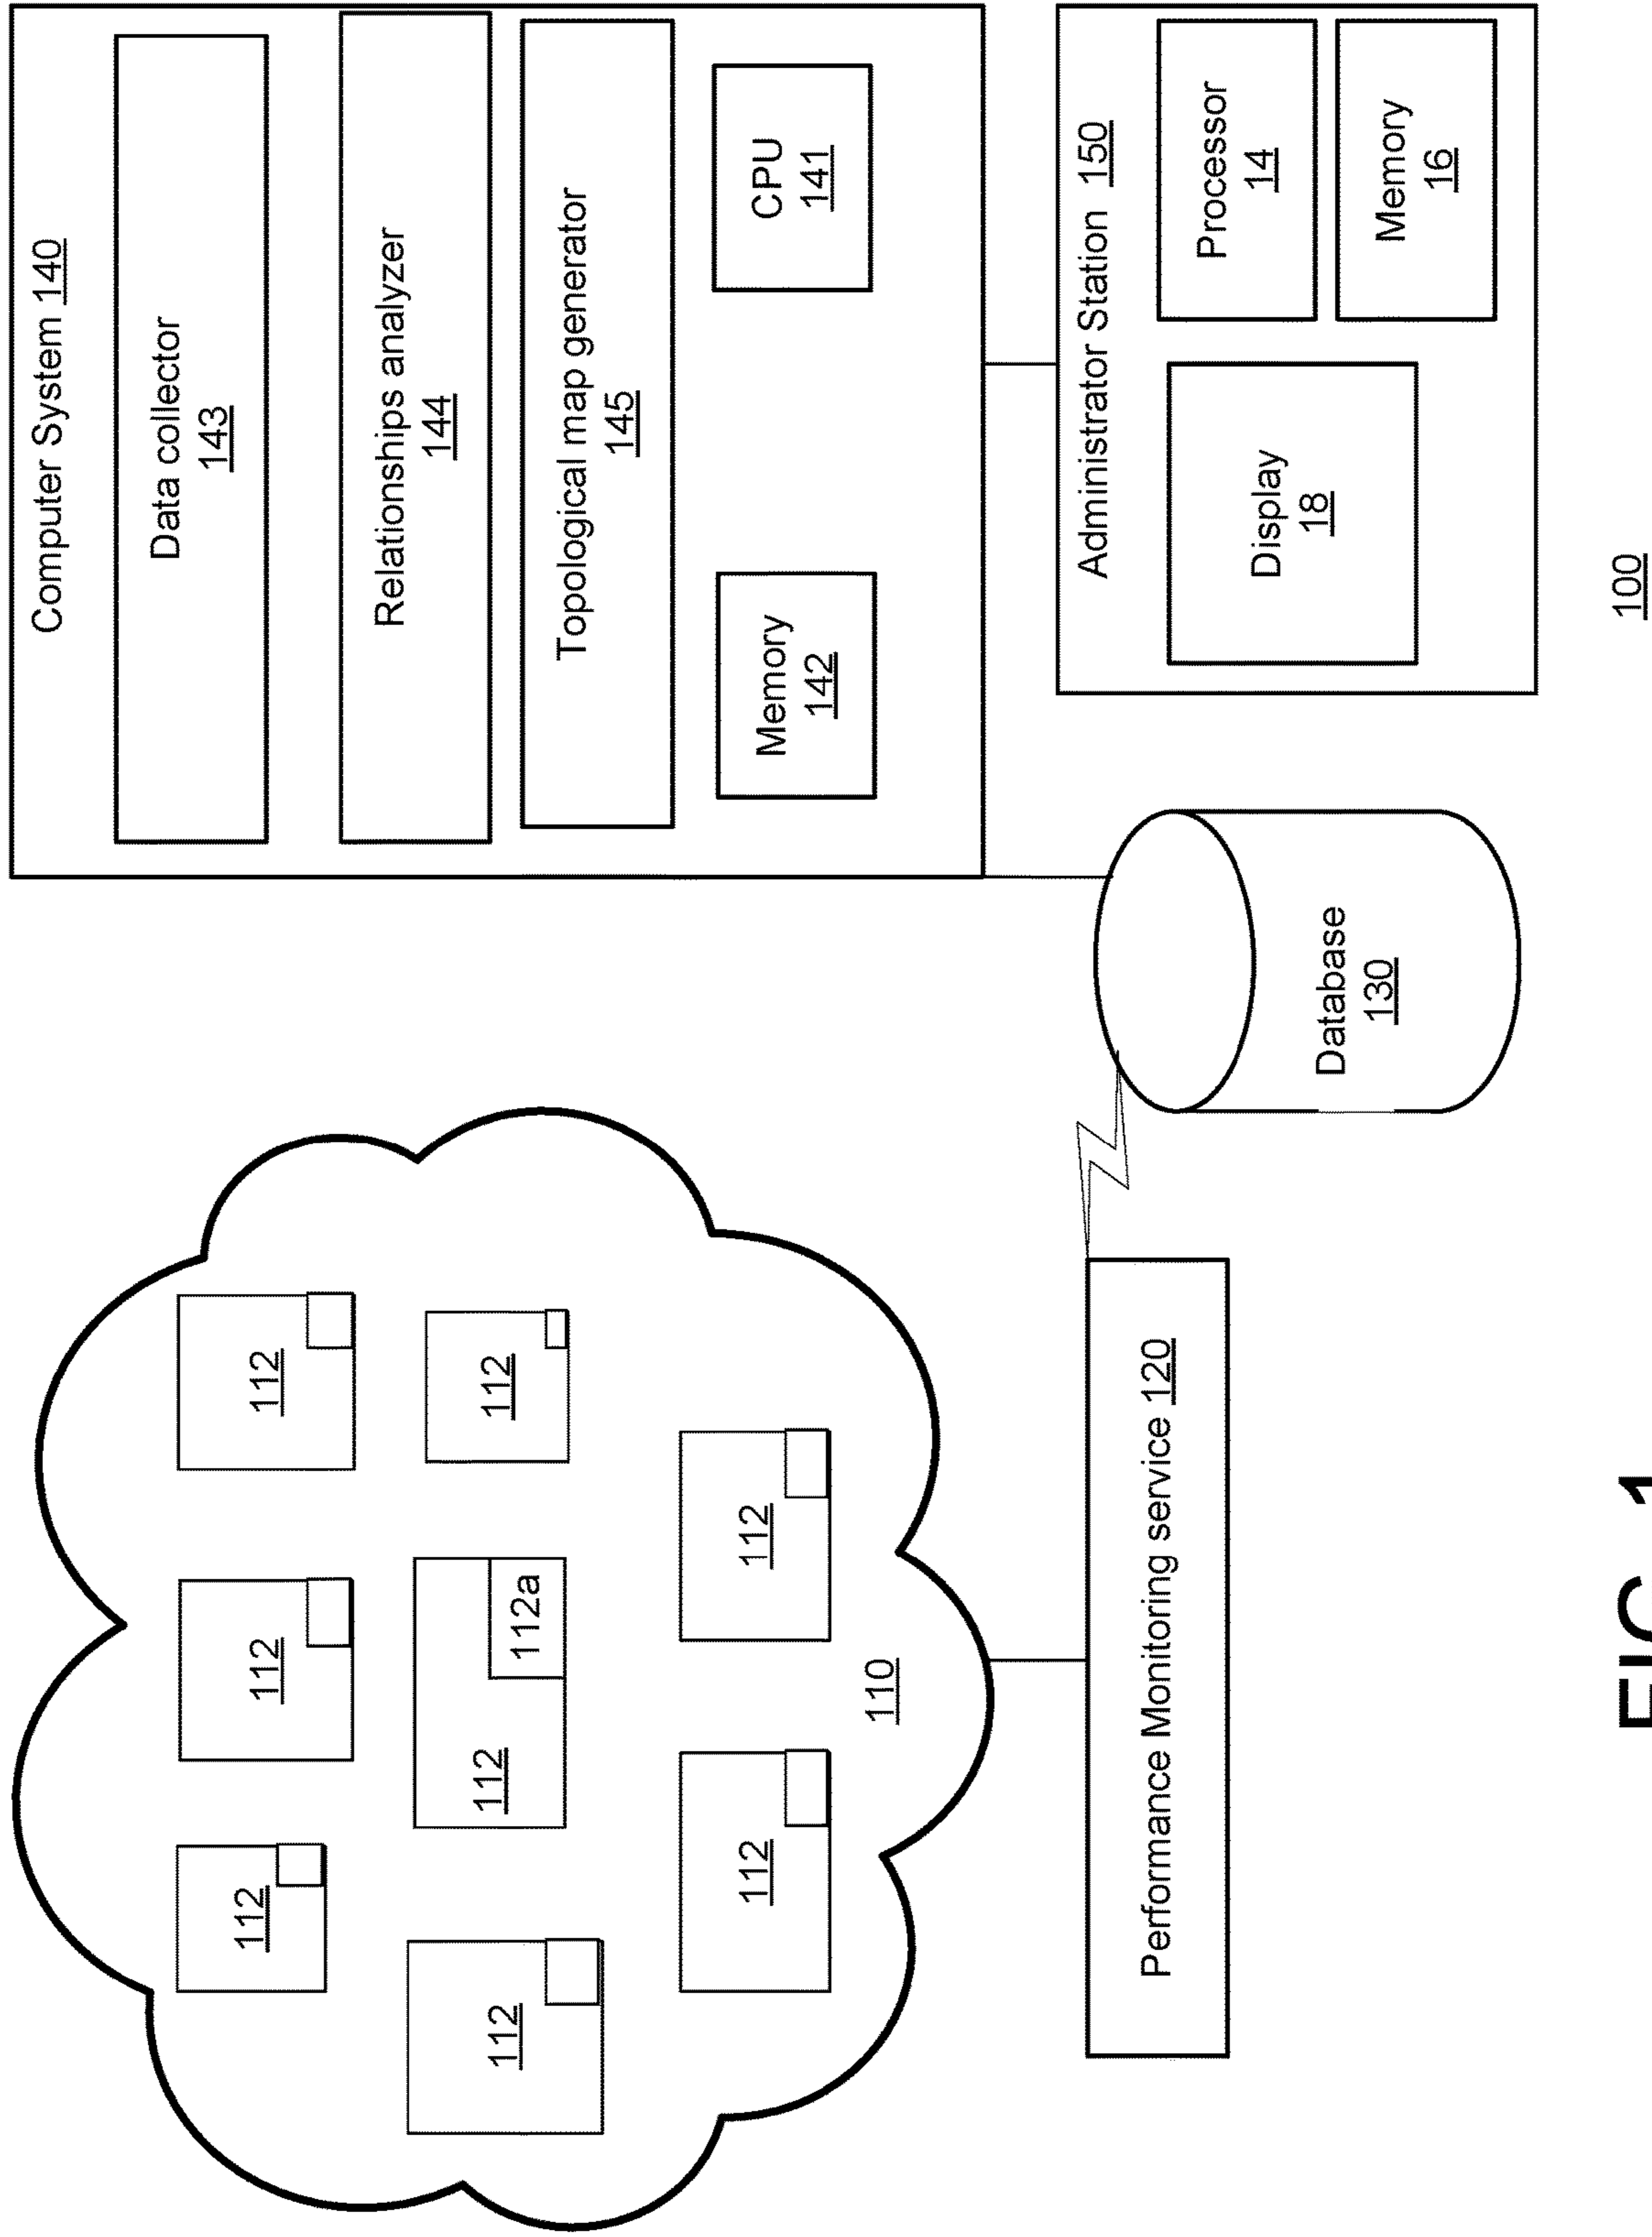 112
112
112
112
112
112a
112
112
112
110
Performance Monitoring service 120
Database
130
Computer System 140
Data collector
143
Relationships analyzer
144
Topological map generator
145
Memory
142
CPU
141
Administrator Station 150
Display
18
Processor
14
Memory
16
100
FIG. 1